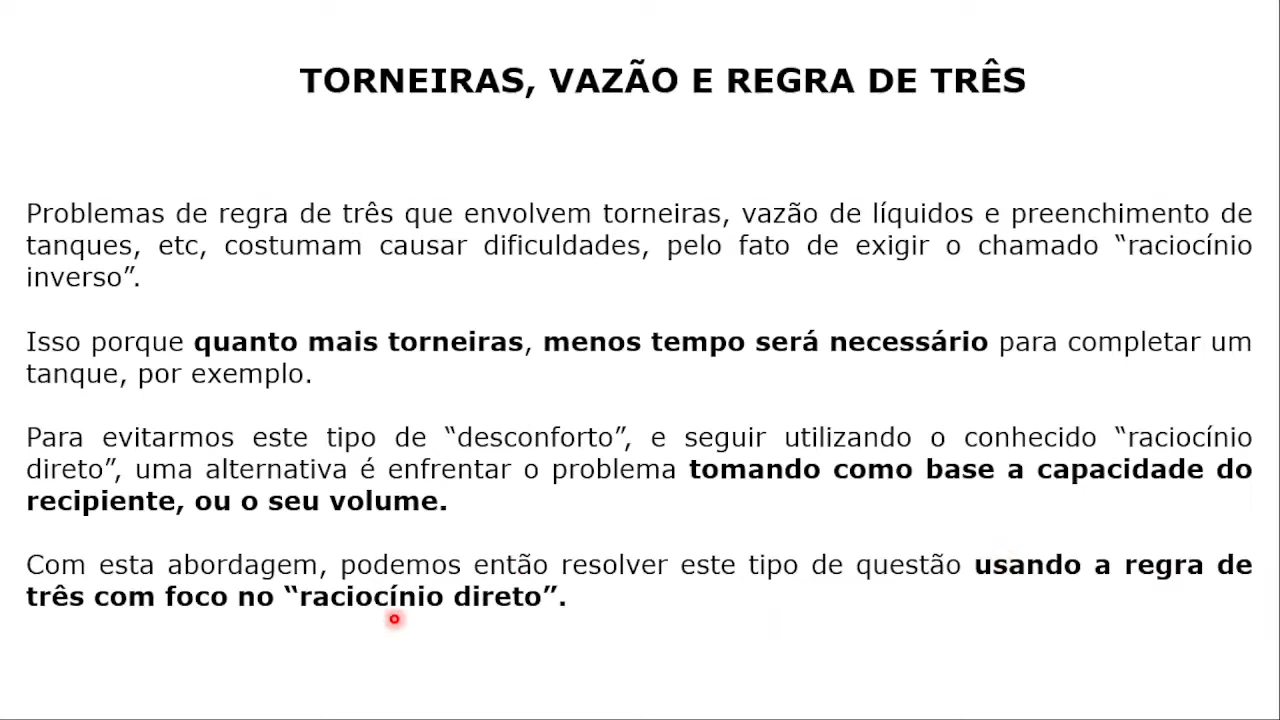 TORNEIRAS, VAZÃO E REGRA DE TRÊS
Problemas de regra de três que envolvem torneiras, vazão de líquidos e preenchimento de
tanques, etc, costumam causar dificuldades, pelo fato de exigir o chamado “raciocínio
inverso”.
Isso porque quanto mais torneiras, menos tempo será necessário para completar um
tanque, por exemplo.
Para evitarmos este tipo de “desconforto”, e seguir utilizando o conhecido “raciocínio
direto”, uma alternativa é enfrentar o problema tomando como base a capacidade do
recipiente, ou o seu volume.
Com esta abordagem, podemos então resolver este tipo de questão usando a regra de
três com foco no “raciocínio direto”.